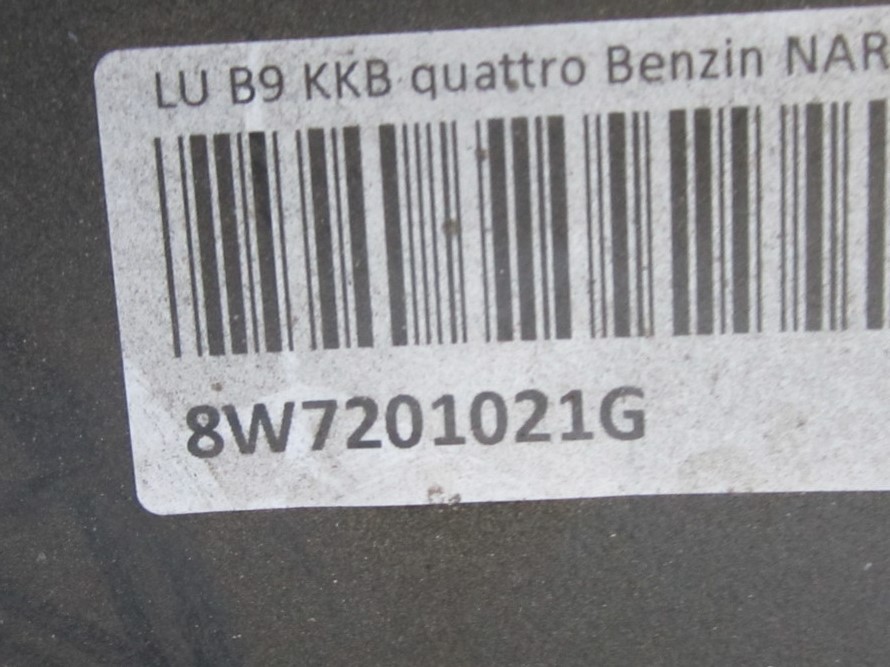 LU B9 KKB quattro Benzin NAR
8W7201021G